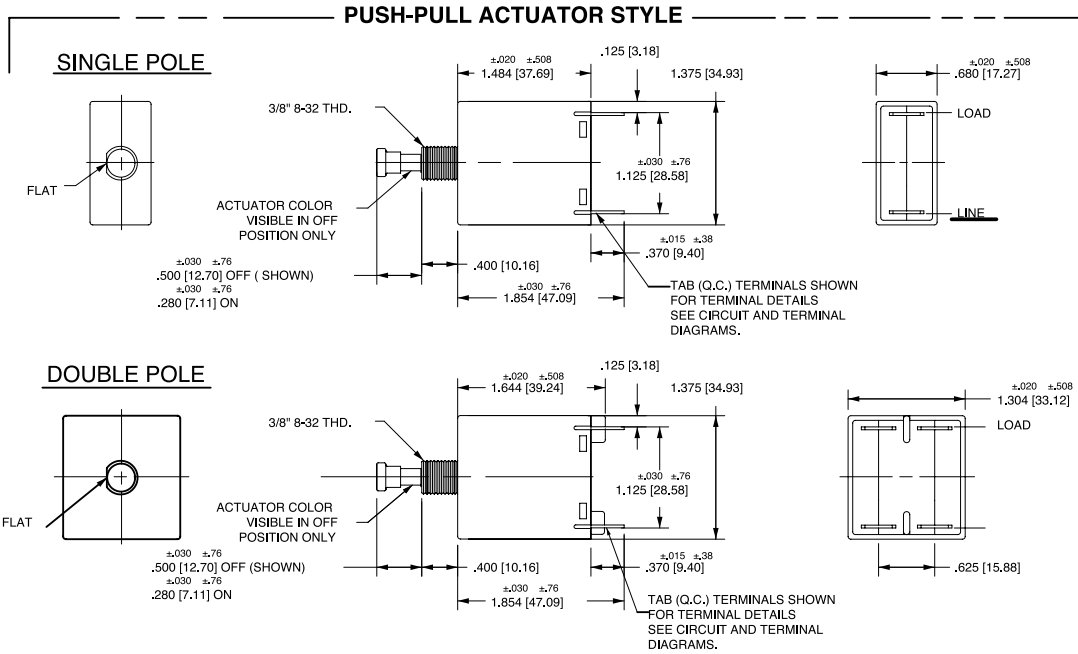 PUSH-PULL ACTUATOR STYLE
SINGLE POLE
±.020 ±.508
1.484 [37.69]
.125 [3.18]
1.375 [34.93]
±.020 ±.508
.680 [17.27]
3/8" 8-32 THD.
LOAD
FLAT
±.030 ±.76
1.125 [28.58]
ACTUATOR COLOR
VISIBLE IN OFF
POSITION ONLY
LINE
±.015 ±.38
.370 [9.40]
±.030 ±.76
.500 [12.70] OFF ( SHOWN)
±.030 ±.76
.280 [7.11] ON
.400 [10.16]
±.030 ±.76
1.854 [47.09]
TAB (Q.C.) TERMINALS SHOWN
FOR TERMINAL DETAILS
SEE CIRCUIT AND TERMINAL
DIAGRAMS.
DOUBLE POLE
±.020 ±.508
1.644 [39.24]
.125 [3.18]
1.375 [34.93]
±.020 ±.508
1.304 [33.12]
3/8" 8-32 THD.
LOAD
FLAT
±.030 ±.76
1.125 [28.58]
ACTUATOR COLOR
VISIBLE IN OFF
POSITION ONLY
±.030 ±.76
.500 [12.70] OFF (SHOWN)
±.030 ±.76
.280 [7.11] ON
.400 [10.16]
±.015 ±.38
.370 [9.40]
.625 [15.88]
±.030 ±.76
1.854 [47.09]
TAB (Q.C.) TERMINALS SHOWN
FOR TERMINAL DETAILS
SEE CIRCUIT AND TERMINAL
DIAGRAMS.